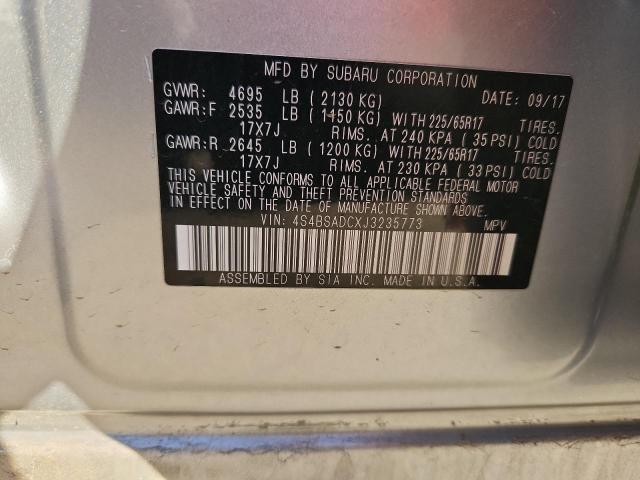 MFD BY SUBARU CORPORATION
GVWR: 4695 LB ( 2130 KG) DATE: 09/17
GAWR:F 2535 LB ( 1150 KG) WITH 225/65R17 TIRES.
17X7J RIMS. AT 240 KPA ( 35 PSI) COLD
GAWR:R 2645 LB ( 1200 KG) WITH 225/65R17 TIRES.
17X7J RIMS. AT 230 KPA ( 33 PSI) COLD
THIS VEHICLE CONFORMS TO ALL APPLICABLE FEDERAL MOTOR
VEHICLE SAFETY AND THEFT PREVENTION STANDARDS
IN EFFECT ON THE DATE OF MANUFACTURE SHOWN ABOVE.
VIN: 4S4BSADCXJ3235773 MPV
ASSEMBLED BY SIA INC. MADE IN U.S.A.